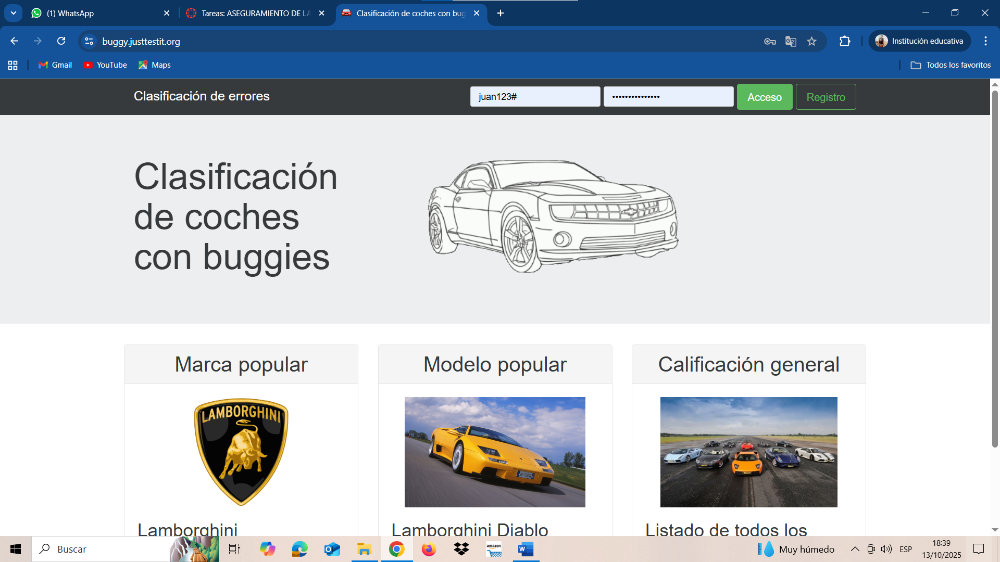 (1) WhatsApp
Tareas: ASEGURAMIENTO DE LA
Clasificación de coches con bug
buggy.justtestit.org
Institución educativa
Gmail
YouTube
Maps
Todos los favoritos
Clasificación de errores
juan123#
•••••••••••••••
Acceso
Registro
Clasificación
de coches
con buggies
Marca popular
Modelo popular
Calificación general
LAMBORGHINI
Lamborghini
Lamborghini Diablo
Listado de todos los
Buscar
amazon
Muy húmedo
ESP
18:39
13/10/2025